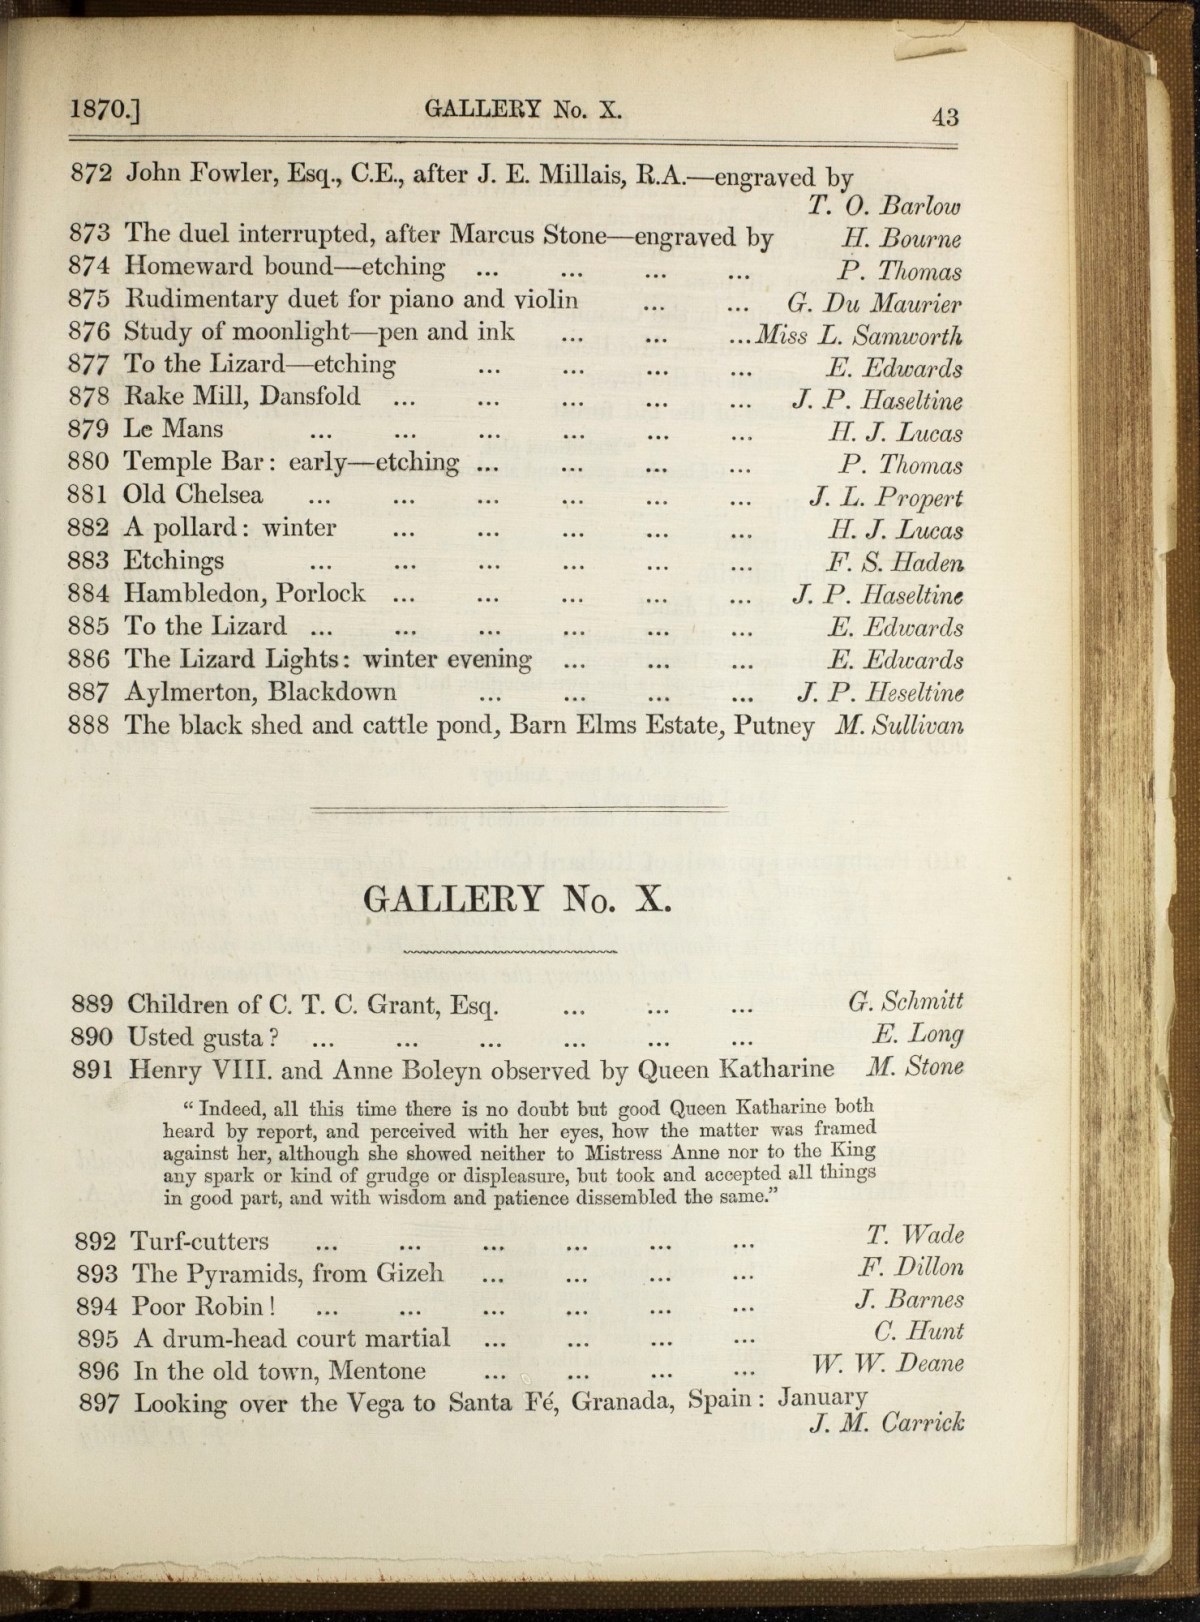 1870.] GALLERY No. X. 43
872 John Fowler, Esq., C.E., after J. E. Millais, R.A.—engraved by
T. O. Barlow
873 The duel interrupted, after Marcus Stone—engraved by H. Bourne
874 Homeward bound—etching ... ... ... ... P. Thomas
875 Rudimentary duet for piano and violin ... ... G. Du Maurier
876 Study of moonlight—pen and ink ... ... ...Miss L. Samworth
877 To the Lizard—etching ... ... ... ... E. Edwards
878 Rake Mill, Dansfold ... ... ... ... ... J. P. Haseltine
879 Le Mans ... ... ... ... ... ... H. J. Lucas
880 Temple Bar: early—etching ... ... ... ... P. Thomas
881 Old Chelsea ... ... ... ... ... ... J. L. Propert
882 A pollard: winter ... ... ... ... ... H. J. Lucas
883 Etchings ... ... ... ... ... ... F. S. Haden
884 Hambledon, Porlock ... ... ... ... ... J. P. Haseltine
885 To the Lizard ... ... ... ... ... ... E. Edwards
886 The Lizard Lights: winter evening ... ... ... E. Edwards
887 Aylmerton, Blackdown ... ... ... ... J. P. Heseltine
888 The black shed and cattle pond, Barn Elms Estate, Putney M. Sullivan
GALLERY No. X.
889 Children of C. T. C. Grant, Esq. ... ... ... G. Schmitt
890 Usted gusta? ... ... ... ... ... ... E. Long
891 Henry VIII. and Anne Boleyn observed by Queen Katharine M. Stone
“Indeed, all this time there is no doubt but good Queen Katharine both
heard by report, and perceived with her eyes, how the matter was framed
against her, although she showed neither to Mistress Anne nor to the King
any spark or kind of grudge or displeasure, but took and accepted all things
in good part, and with wisdom and patience dissembled the same.”
892 Turf-cutters ... ... ... ... ... ... T. Wade
893 The Pyramids, from Gizeh ... ... ... ... F. Dillon
894 Poor Robin! ... ... ... ... ... ... J. Barnes
895 A drum-head court martial ... ... ... ... C. Hunt
896 In the old town, Mentone ... ... ... ... W. W. Deane
897 Looking over the Vega to Santa Fé, Granada, Spain: January
J. M. Carrick